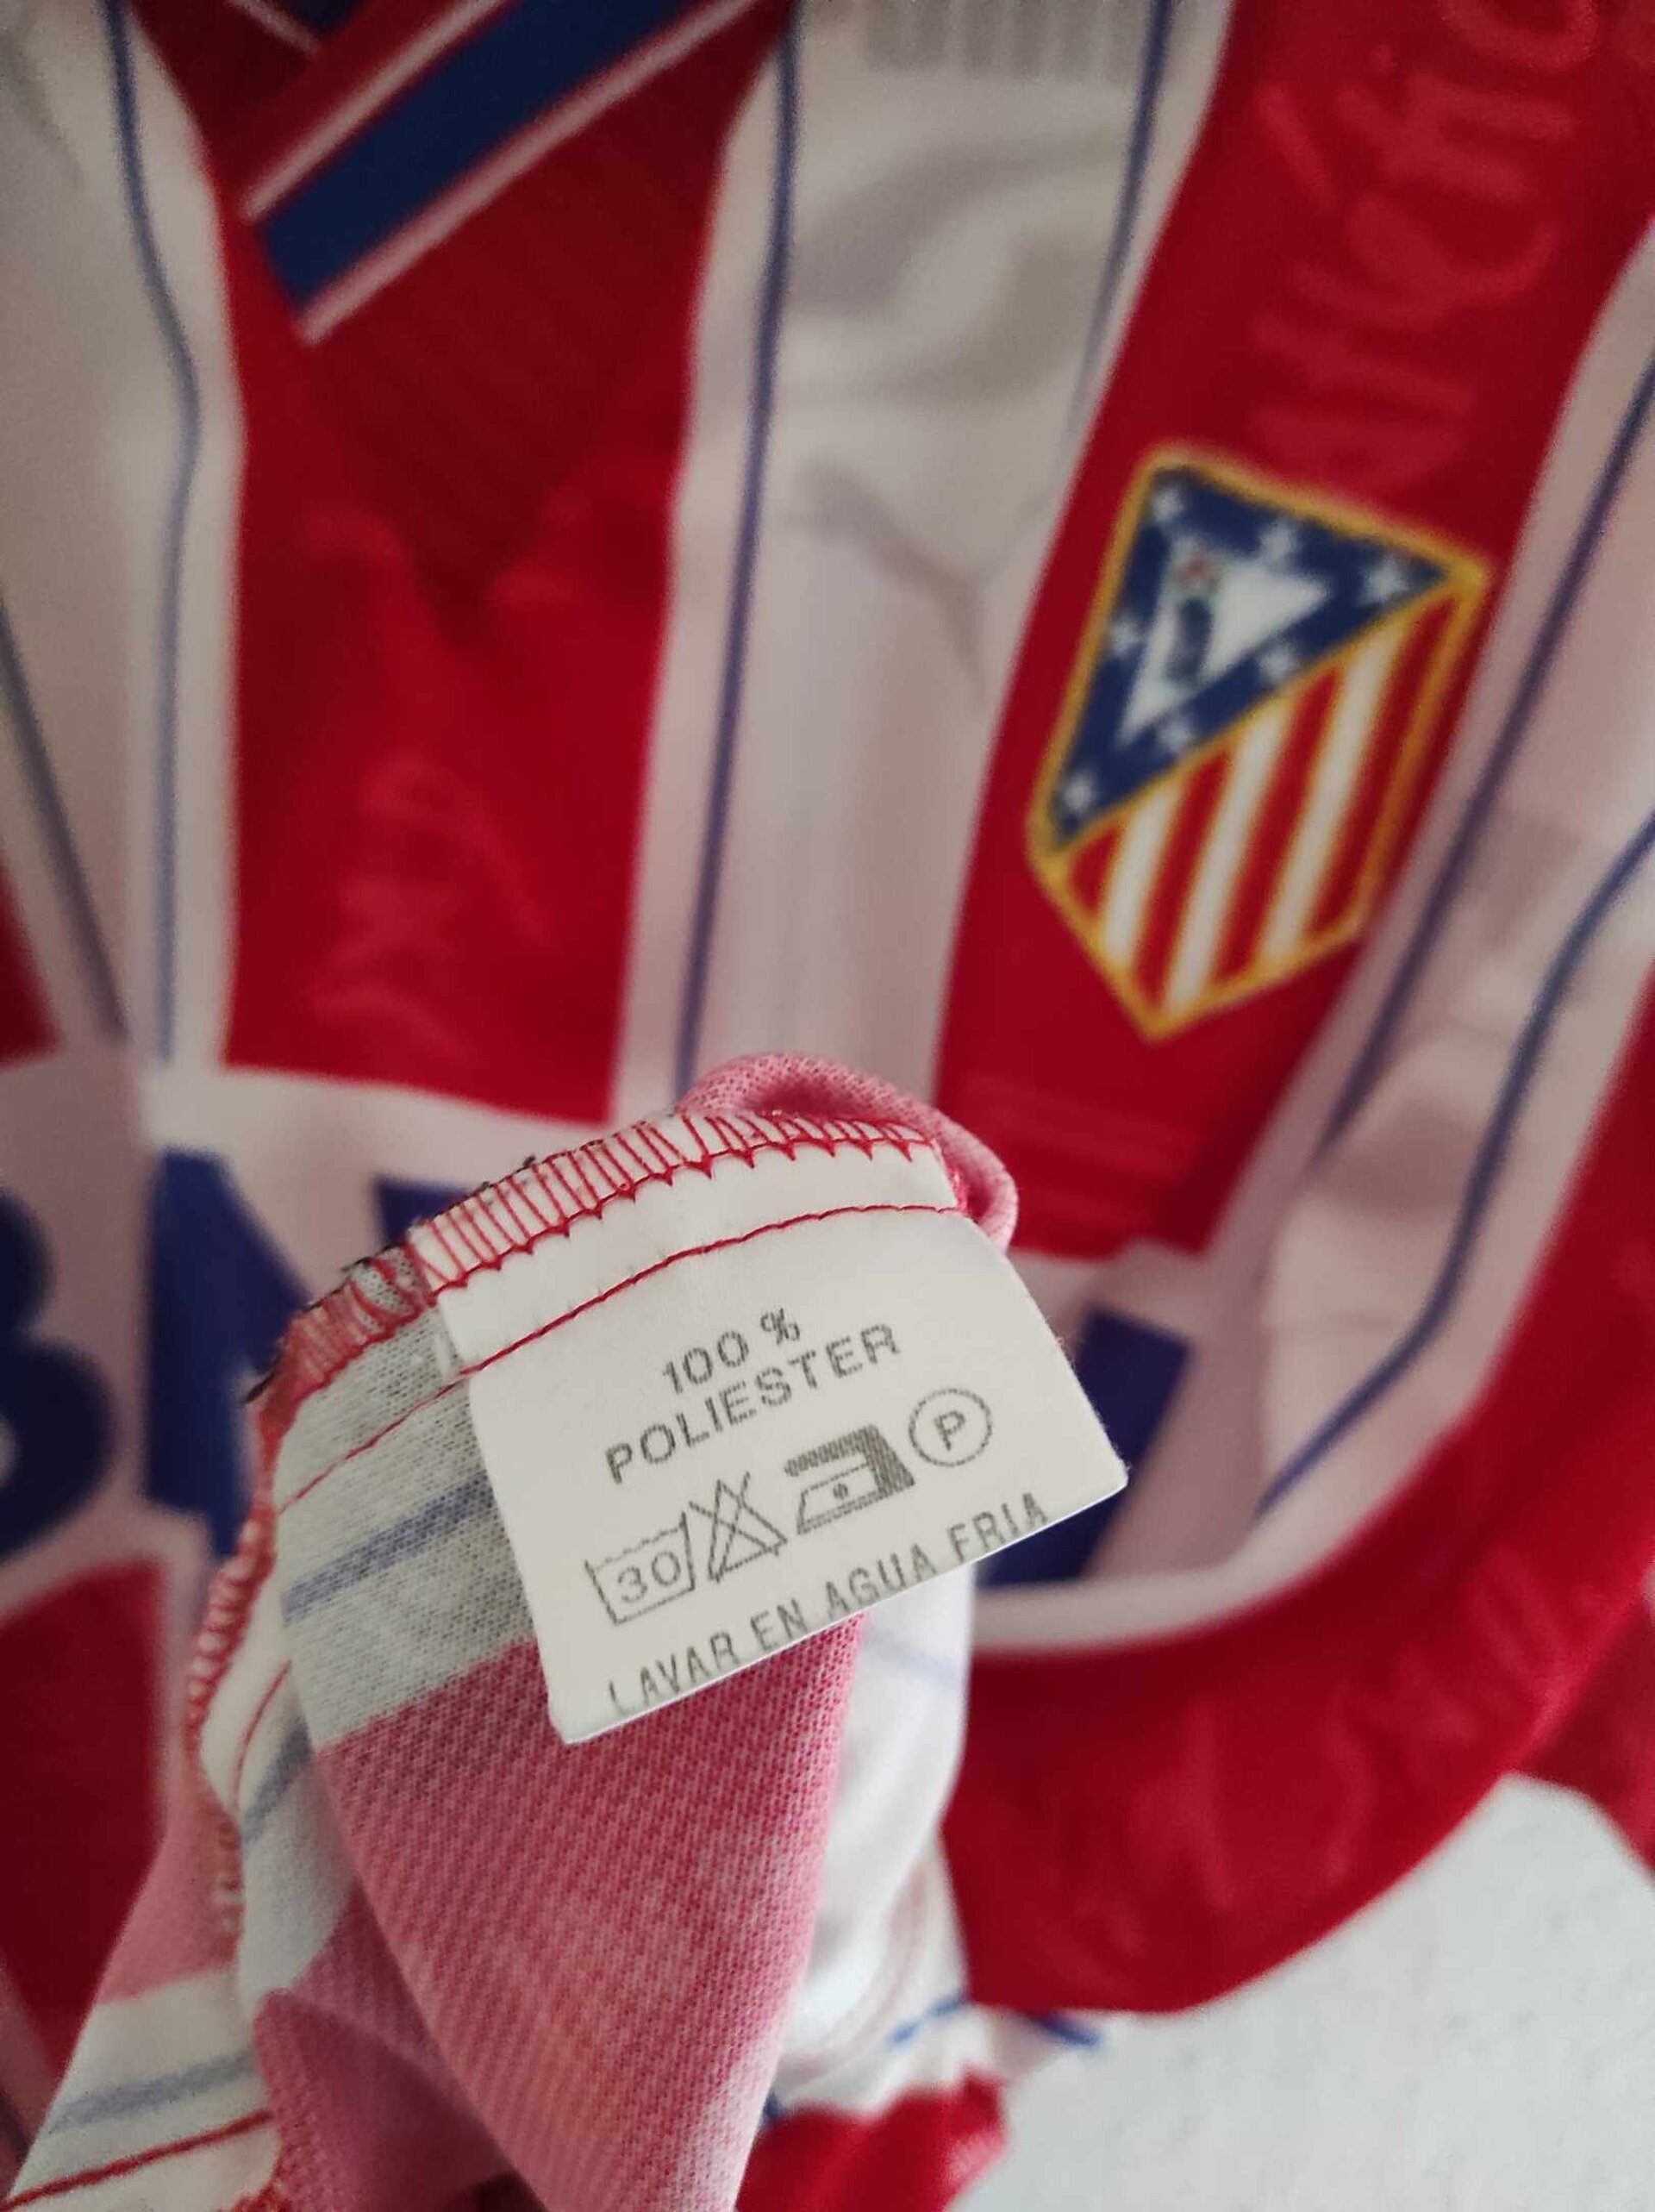 100 %
POLIESTER
30
P
LAVAR EN AGUA FRIA